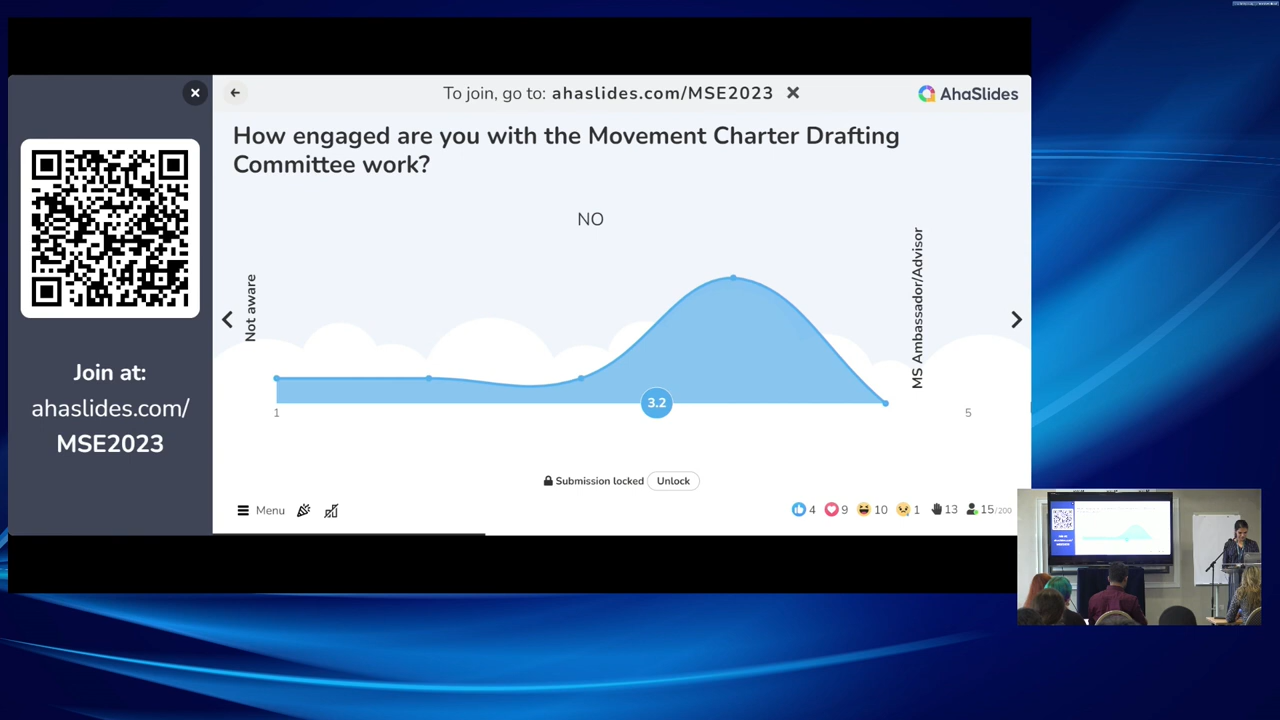 To join, go to: ahaslides.com/MSE2023
AhaSlides
How engaged are you with the Movement Charter Drafting
Committee work?
NO
Not aware
MS Ambassador/Advisor
3.2
1
5
Join at:
ahaslides.com/
MSE2023
Submission locked Unlock
Menu
4 9 10 1 13 15/200